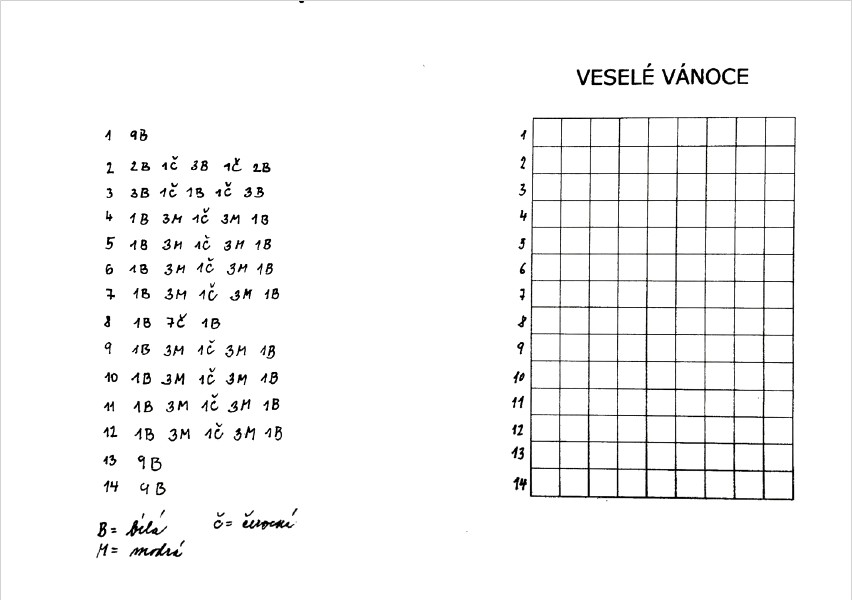 VESELÉ VÁNOCE
1 9B
2 2B 1Č 3B 1Č 2B
3 3B 1Č 1B 1Č 3B
4 1B 3M 1Č 3M 1B
5 1B 3M 1Č 3M 1B
6 1B 3M 1Č 3M 1B
7 1B 3M 1Č 3M 1B
8 1B 7Č 1B
9 1B 3M 1Č 3M 1B
10 1B 3M 1Č 3M 1B
11 1B 3M 1Č 3M 1B
12 1B 3M 1Č 3M 1B
13 9B
14 9B
B = bílá Č = červená
M = modrá
1
2
3
4
5
6
7
8
9
10
11
12
13
14